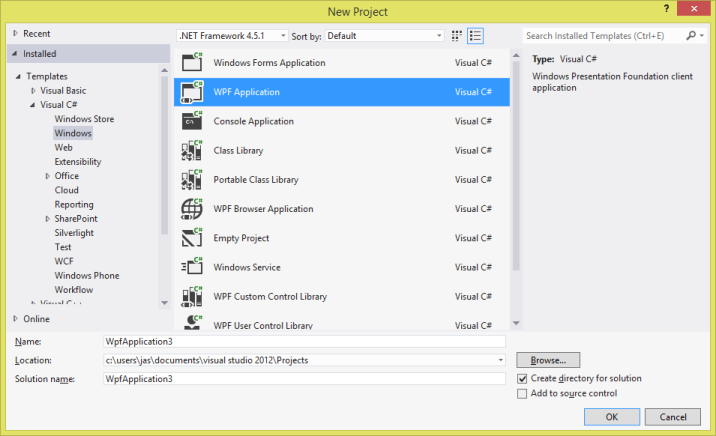 New Project
? ×
Recent
Installed
Templates
Visual Basic
Visual C#
Windows Store
Windows
Web
Extensibility
Office
Cloud
Reporting
SharePoint
Silverlight
Test
WCF
Windows Phone
Workflow
Visual C++
Online
.NET Framework 4.5.1 Sort by: Default
Windows Forms Application Visual C#
WPF Application Visual C#
Console Application Visual C#
Class Library Visual C#
Portable Class Library Visual C#
WPF Browser Application Visual C#
Empty Project Visual C#
Windows Service Visual C#
WPF Custom Control Library Visual C#
WPF User Control Library Visual C#
Search Installed Templates (Ctrl+E)
Type: Visual C#
Windows Presentation Foundation client
application
Name: WpfApplication3
Location: c:\users\jas\documents\visual studio 2012\Projects
Browse...
Solution name: WpfApplication3
Create directory for solution
Add to source control
OK Cancel